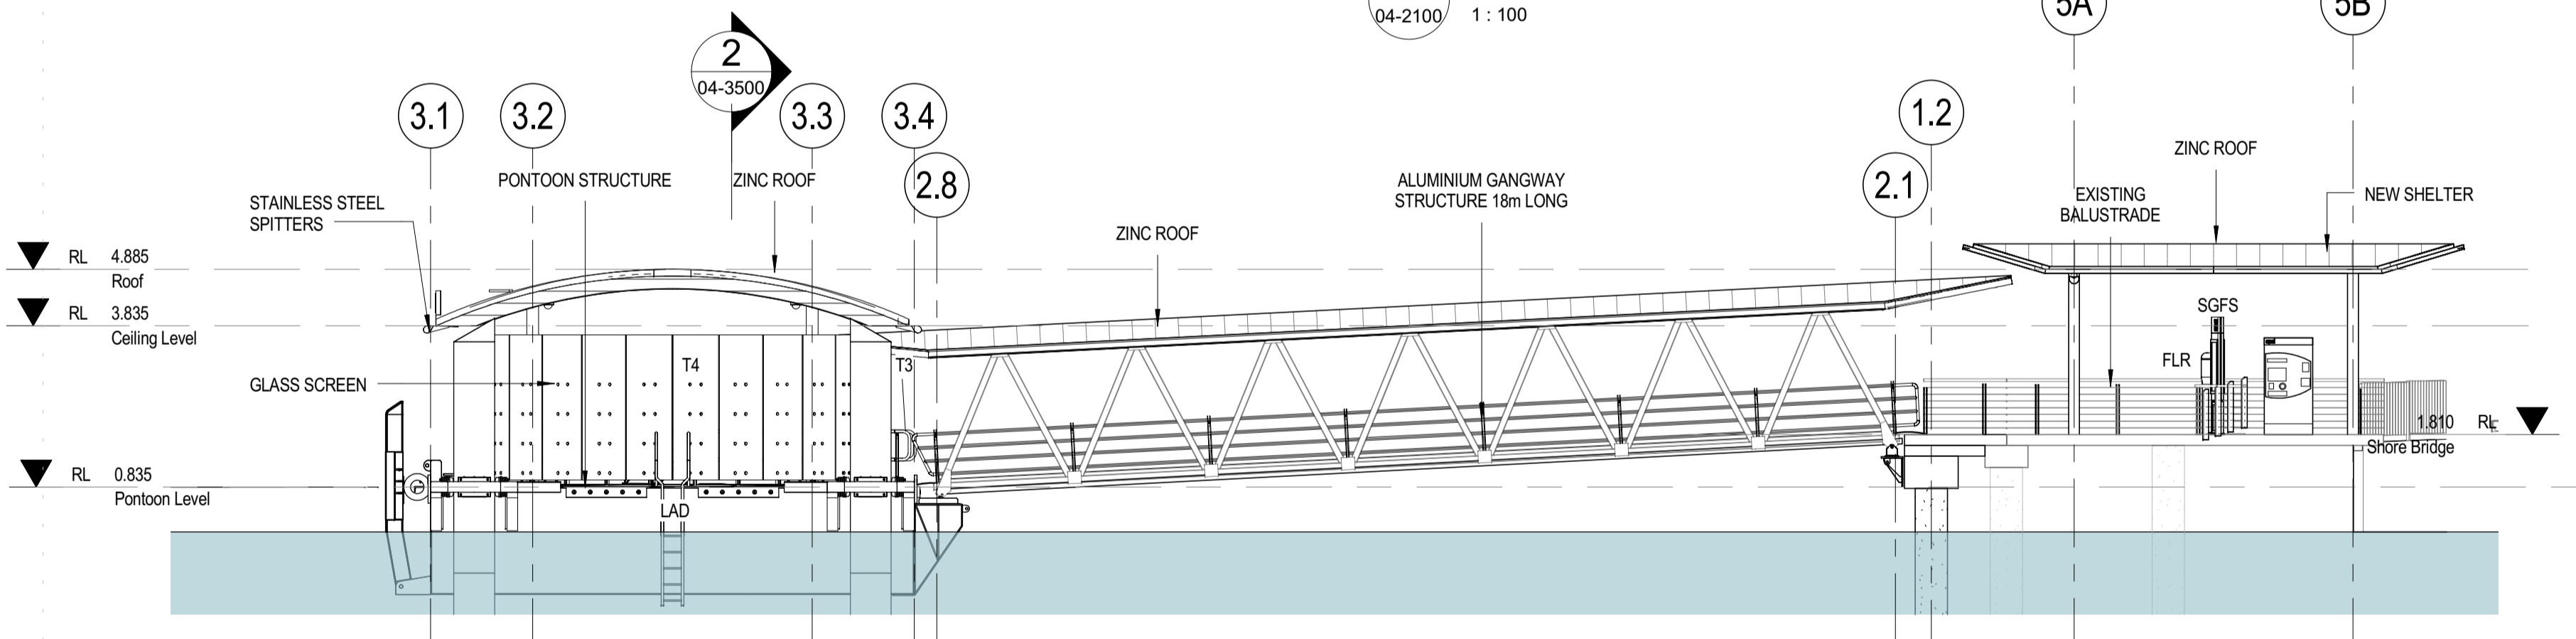 04-2100 1 : 100
5A
5B
2
04-3500
3.1
3.2
3.3
3.4
2.8
2.1
1.2
STAINLESS STEEL
SPITTERS
PONTOON STRUCTURE
ZINC ROOF
ZINC ROOF
ALUMINIUM GANGWAY
STRUCTURE 18m LONG
EXISTING
BALUSTRADE
ZINC ROOF
NEW SHELTER
RL 4.885
Roof
RL 3.835
Ceiling Level
GLASS SCREEN
T4
T3
SGFS
FLR
RL 0.835
Pontoon Level
LAD
1.810 RL
Shore Bridge